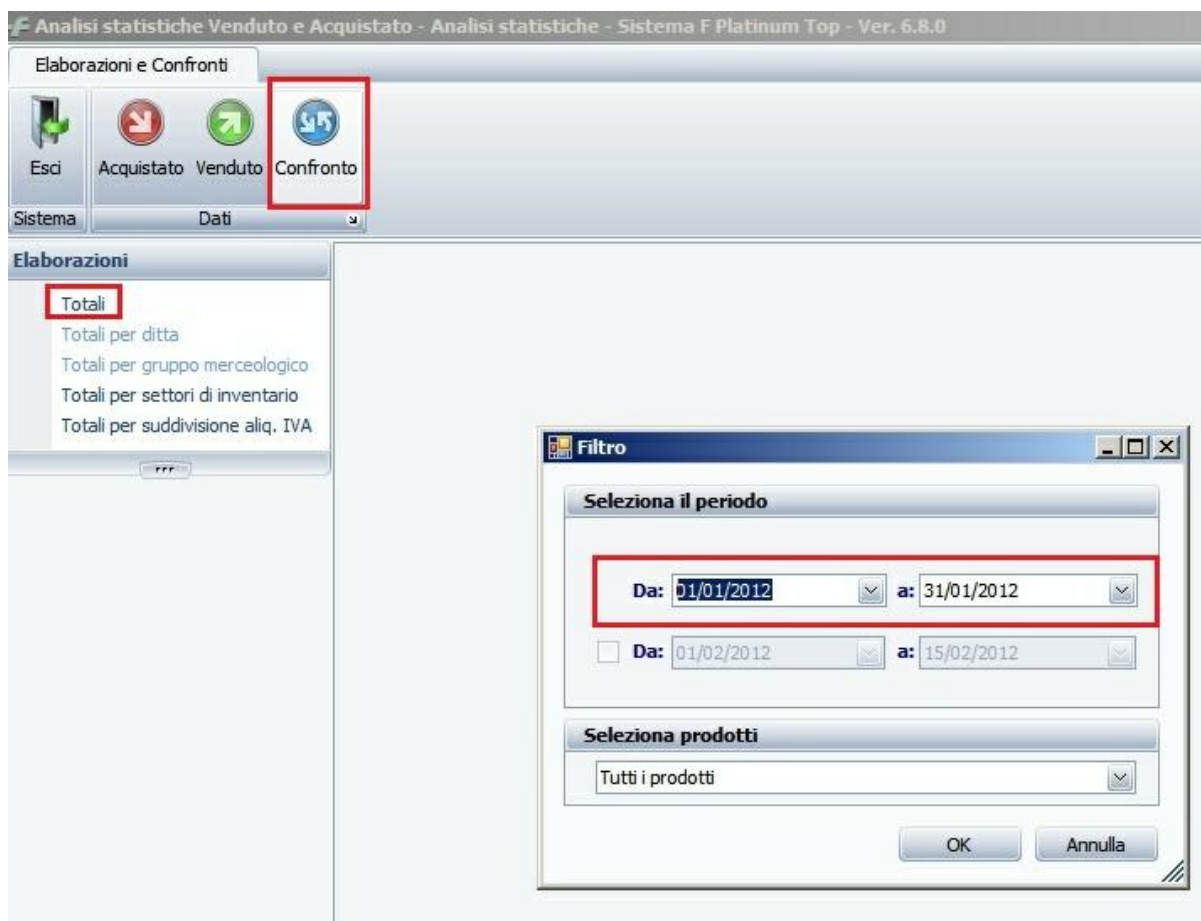 Analisi statistiche Venduto e Acquistato - Analisi statistiche - Sistema F Platinum Top - Ver. 6.8.0
Elaborazioni e Confronti
Esci Acquistato Venduto Confronto
Sistema Dati
Elaborazioni
Totali
Totali per ditta
Totali per gruppo merceologico
Totali per settori di inventario
Totali per suddivisione aliq. IVA
Filtro
Seleziona il periodo
Da: 01/01/2012 a: 31/01/2012
Da: 01/02/2012 a: 15/02/2012
Seleziona prodotti
Tutti i prodotti
OK Annulla